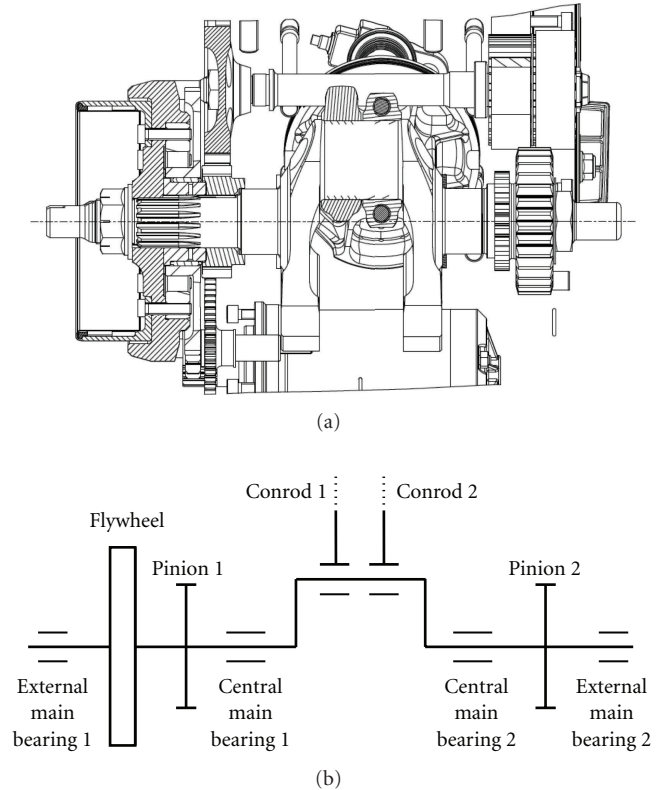 (a)
Conrod 1
Conrod 2
Flywheel
Pinion 1
Pinion 2
External
main
bearing 1
Central
main
bearing 1
Central
main
bearing 2
External
main
bearing 2
(b)